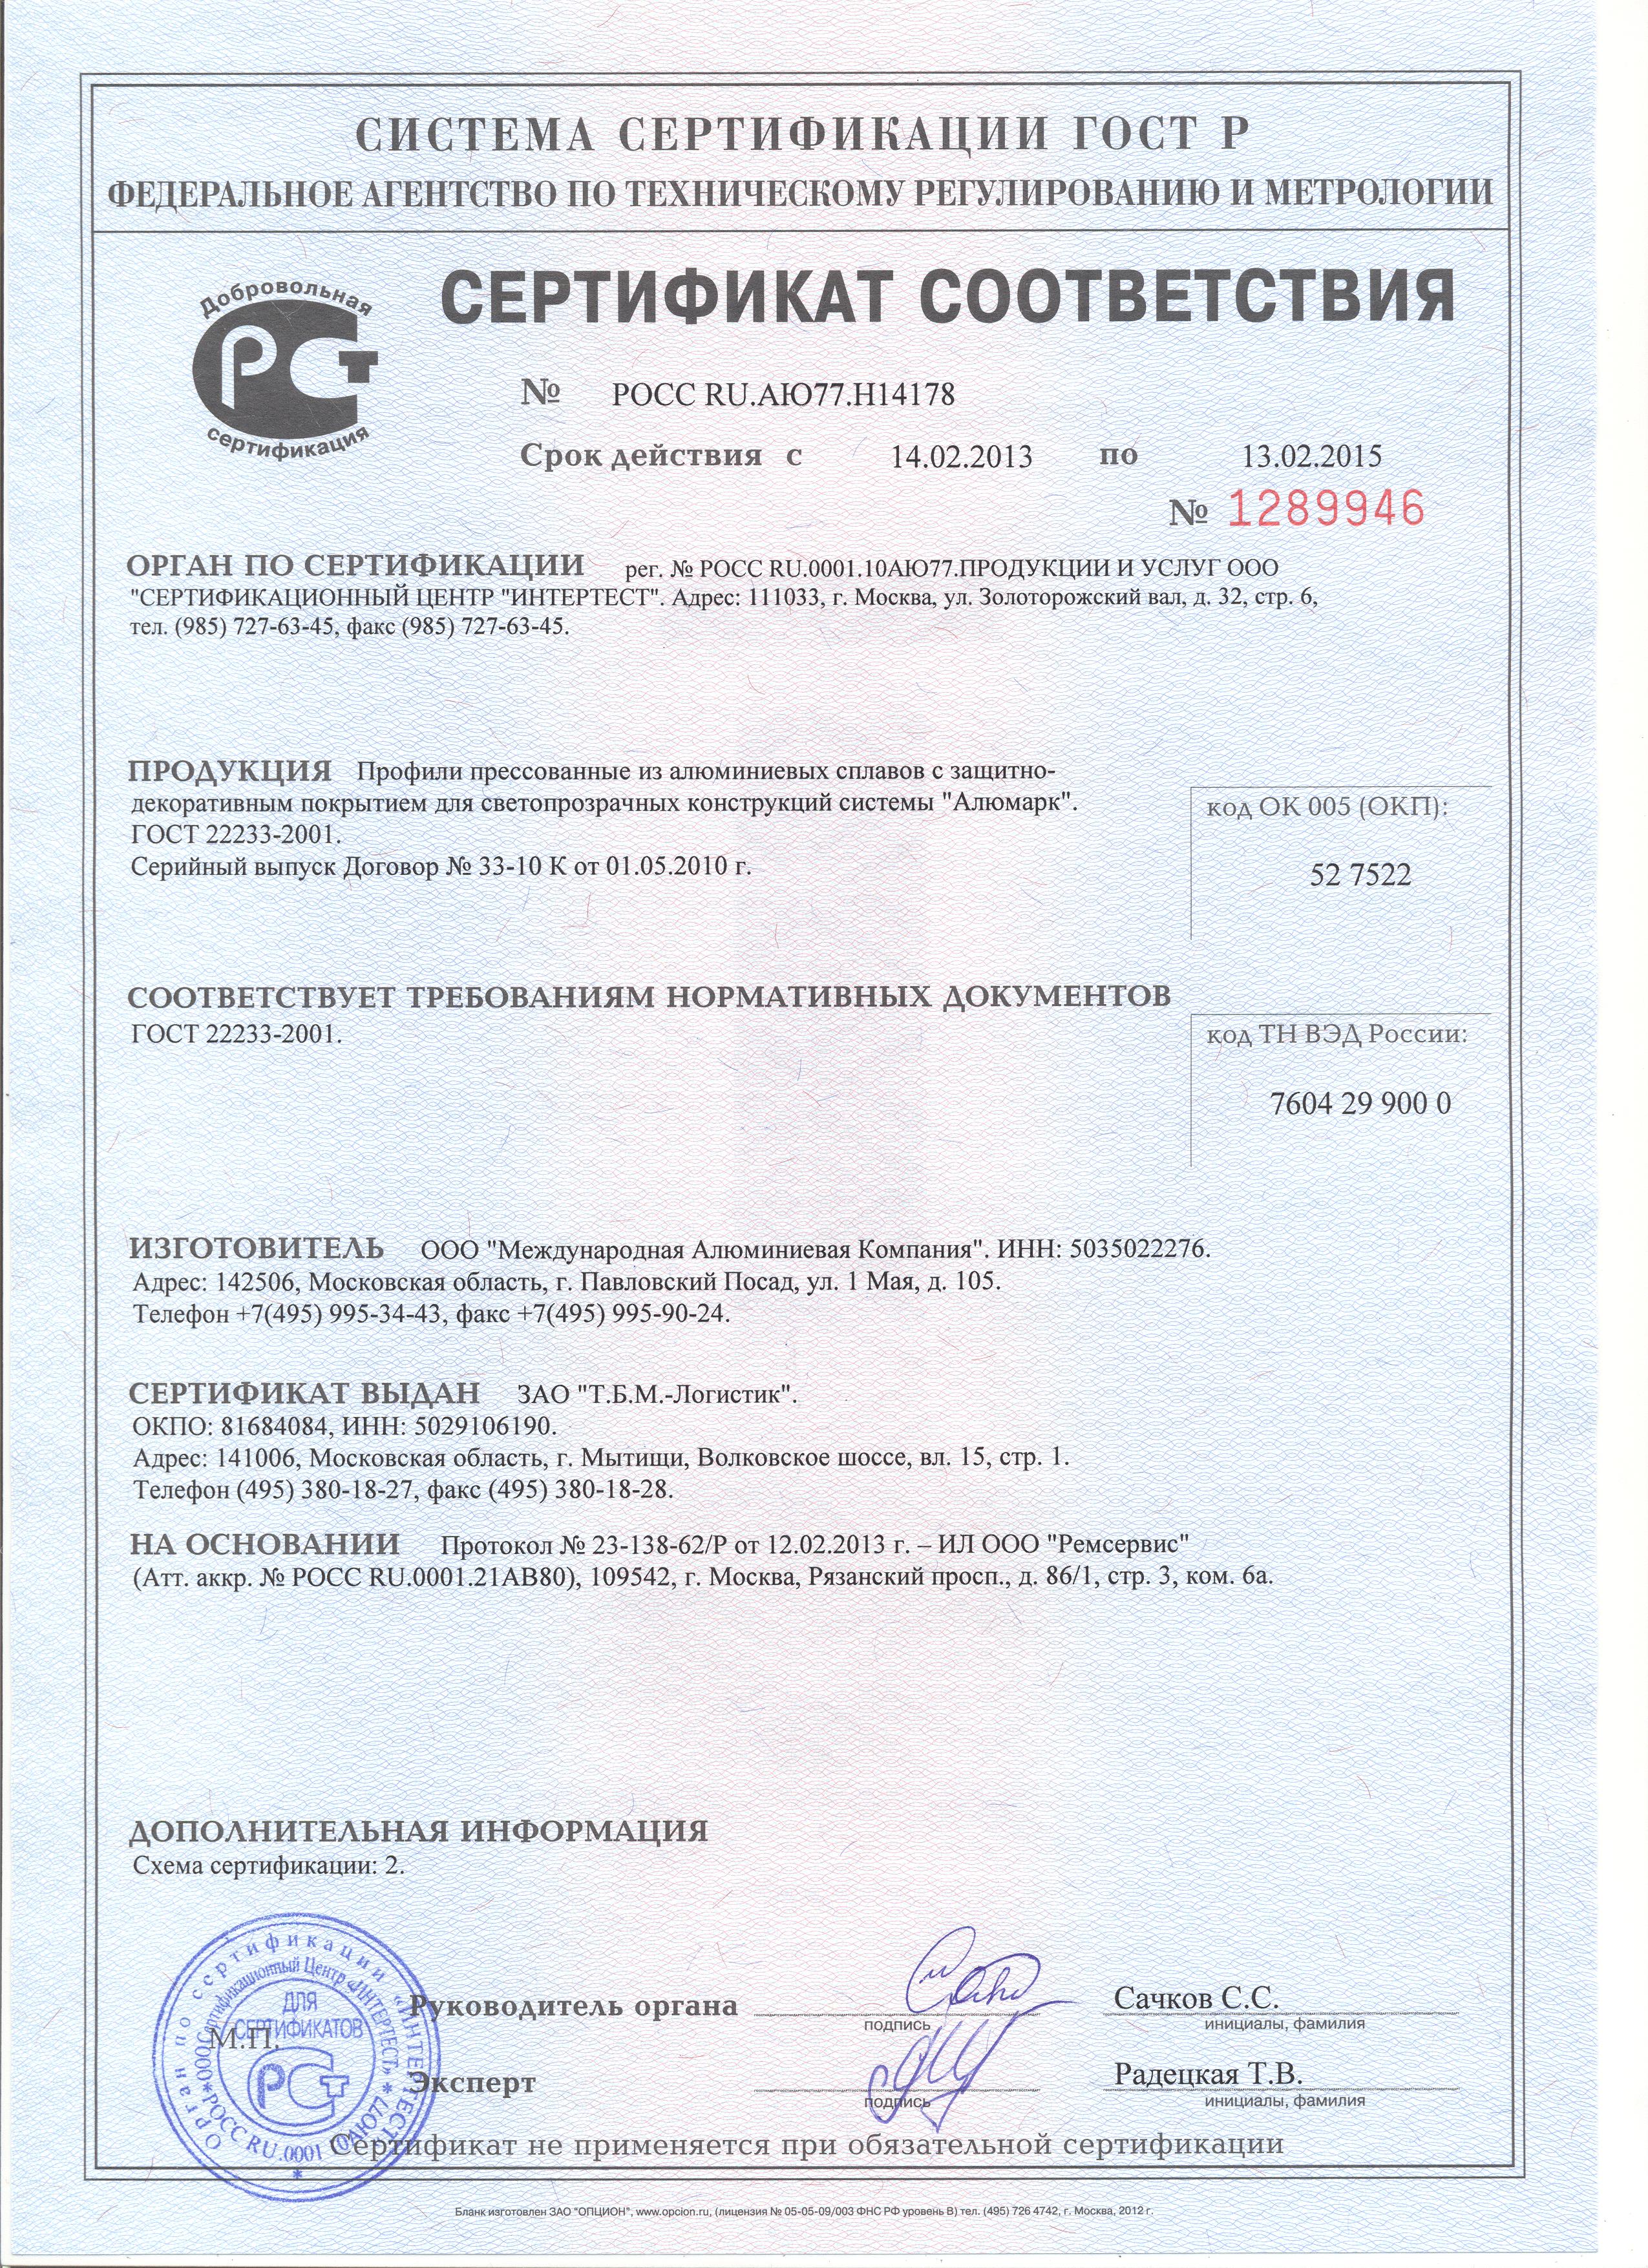 СИСТЕМА СЕРТИФИКАЦИИ ГОСТ Р
ФЕДЕРАЛЬНОЕ АГЕНТСТВО ПО ТЕХНИЧЕСКОМУ РЕГУЛИРОВАНИЮ И МЕТРОЛОГИИ
Добровольная
РСТ
сертификация
СЕРТИФИКАТ СООТВЕТСТВИЯ
№ РОСС RU.АЮ77.Н14178
Срок действия с 14.02.2013 по 13.02.2015
№ 1289946
ОРГАН ПО СЕРТИФИКАЦИИ рег. № РОСС RU.0001.10АЮ77.ПРОДУКЦИИ И УСЛУГ ООО
"СЕРТИФИКАЦИОННЫЙ ЦЕНТР "ИНТЕРТЕСТ". Адрес: 111033, г. Москва, ул. Золоторожский вал, д. 32, стр. 6,
тел. (985) 727-63-45, факс (985) 727-63-45.
ПРОДУКЦИЯ Профили прессованные из алюминиевых сплавов с защитно-
декоративным покрытием для светопрозрачных конструкций системы "Алюмарк".
ГОСТ 22233-2001.
Серийный выпуск Договор № 33-10 К от 01.05.2010 г.
код ОК 005 (ОКП):
52 7522
СООТВЕТСТВУЕТ ТРЕБОВАНИЯМ НОРМАТИВНЫХ ДОКУМЕНТОВ
ГОСТ 22233-2001.
код ТН ВЭД России:
7604 29 900 0
ИЗГОТОВИТЕЛЬ ООО "Международная Алюминиевая Компания". ИНН: 5035022276.
Адрес: 142506, Московская область, г. Павловский Посад, ул. 1 Мая, д. 105.
Телефон +7(495) 995-34-43, факс +7(495) 995-90-24.
СЕРТИФИКАТ ВЫДАН ЗАО "Т.Б.М.-Логистик".
ОКПО: 81684084, ИНН: 5029106190.
Адрес: 141006, Московская область, г. Мытищи, Волковское шоссе, вл. 15, стр. 1.
Телефон (495) 380-18-27, факс (495) 380-18-28.
НА ОСНОВАНИИ Протокол № 23-138-62/Р от 12.02.2013 г. – ИЛ ООО "Ремсервис"
(Атт. аккр. № РОСС RU.0001.21АВ80), 109542, г. Москва, Рязанский просп., д. 86/1, стр. 3, ком. 6а.
ДОПОЛНИТЕЛЬНАЯ ИНФОРМАЦИЯ
Схема сертификации: 2.
Орган по сертификации «ИНТЕРТЕСТ»
ООО Сертификационный Центр «ИНТЕРТЕСТ»
РОСС RU.0001 10АЮ77
ДЛЯ
СЕРТИФИКАТОВ
РСТ
М.П.
Руководитель органа
подпись
Сачков С.С.
инициалы, фамилия
Эксперт
подпись
Радецкая Т.В.
инициалы, фамилия
Сертификат не применяется при обязательной сертификации
Бланк изготовлен ЗАО "ОПЦИОН", www.opcion.ru, (лицензия № 05-05-09/003 ФНС РФ уровень В) тел. (495) 726 4742, г. Москва, 2012 г.